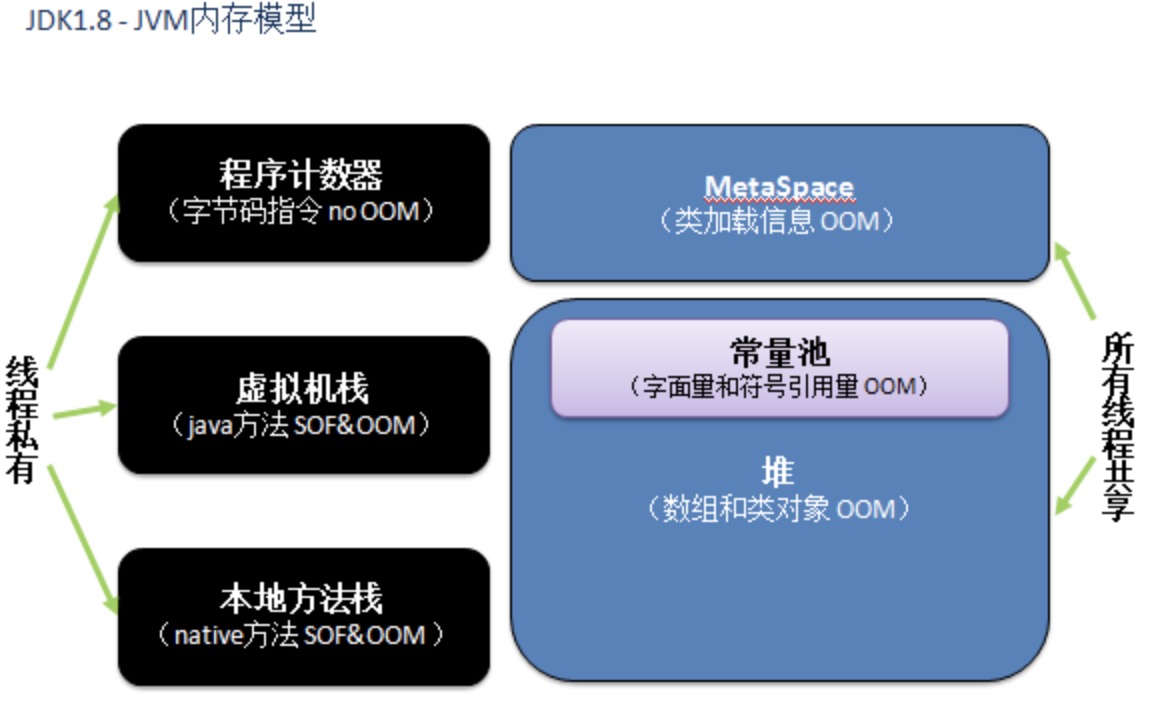 JDK1.8 - JVM内存模型
程序计数器
（字节码指令 no OOM）
MetaSpace
（类加载信息 OOM）
虚拟机栈
（java方法 SOF&OOM）
常量池
（字面量和符号引用量 OOM）
堆
（数组和类对象 OOM）
本地方法栈
（native方法 SOF&OOM ）
线程私有
所有线程共享